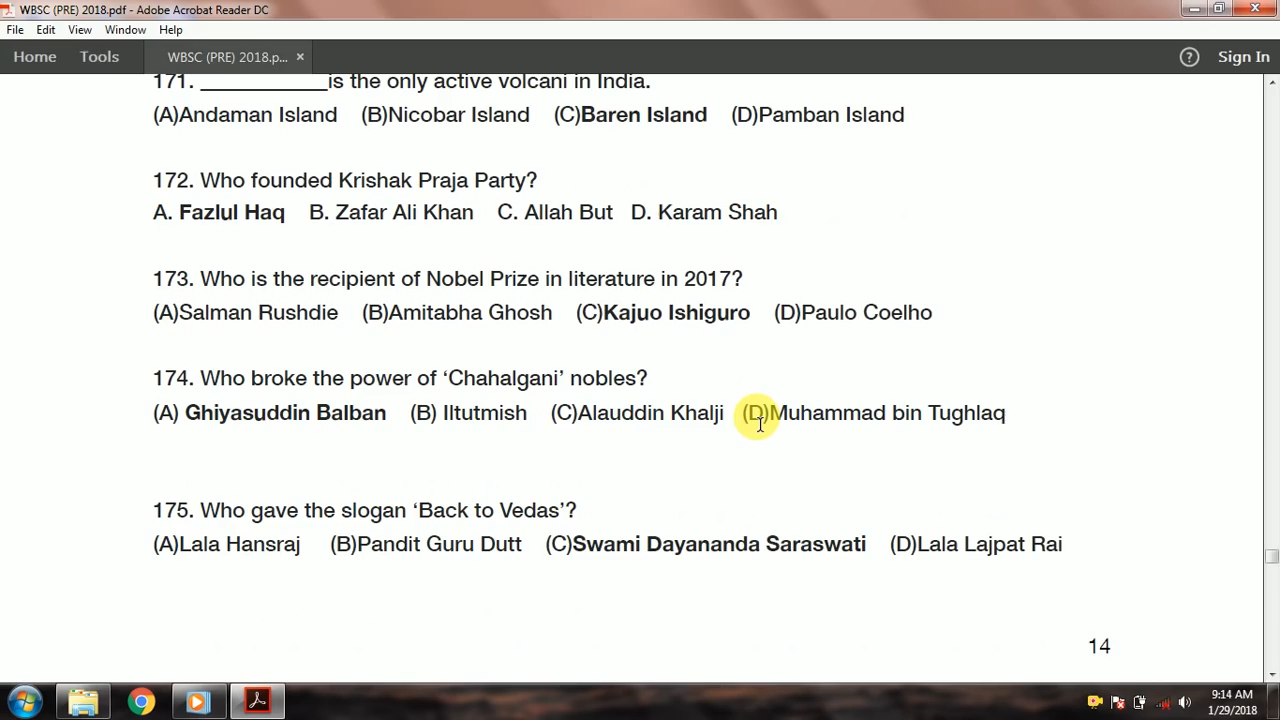 WBSC (PRE) 2018.pdf - Adobe Acrobat Reader DC
File Edit View Window Help
Home Tools WBSC (PRE) 2018.p... × ? Sign In
171. ___________is the only active volcani in India.
(A)Andaman Island (B)Nicobar Island (C)Baren Island (D)Pamban Island
172. Who founded Krishak Praja Party?
A. Fazlul Haq B. Zafar Ali Khan C. Allah But D. Karam Shah
173. Who is the recipient of Nobel Prize in literature in 2017?
(A)Salman Rushdie (B)Amitabha Ghosh (C)Kajuo Ishiguro (D)Paulo Coelho
174. Who broke the power of ‘Chahalgani’ nobles?
(A) Ghiyasuddin Balban (B) Iltutmish (C)Alauddin Khalji (D)Muhammad bin Tughlaq
175. Who gave the slogan ‘Back to Vedas’?
(A)Lala Hansraj (B)Pandit Guru Dutt (C)Swami Dayananda Saraswati (D)Lala Lajpat Rai
14
9:14 AM
1/29/2018